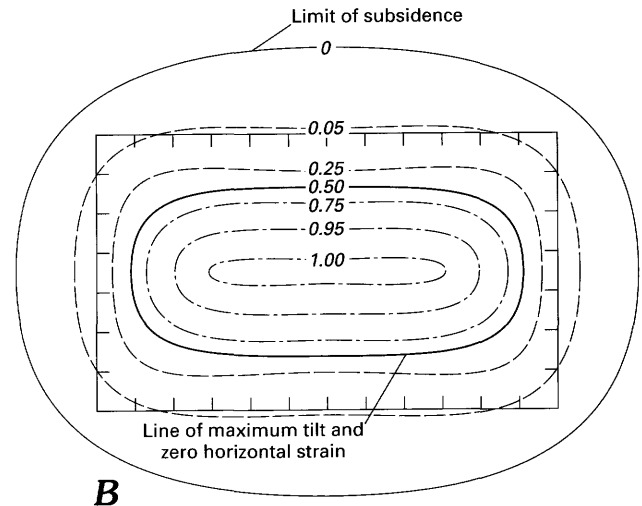 Limit of subsidence
0
0.05
0.25
0.50
0.75
0.95
1.00
Line of maximum tilt and
zero horizontal strain
B